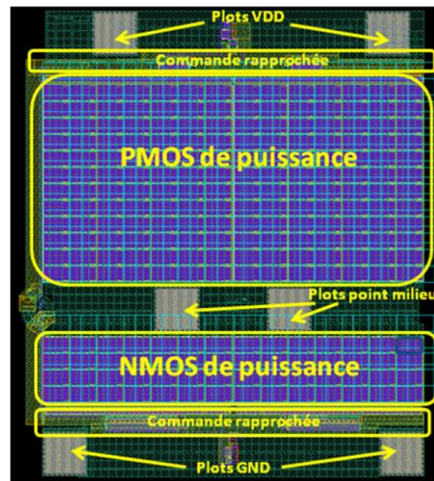 Plots VDD
Commande rapprochée
PMOS de puissance
Plots point milieu
NMOS de puissance
Commande rapprochée
Plots GND